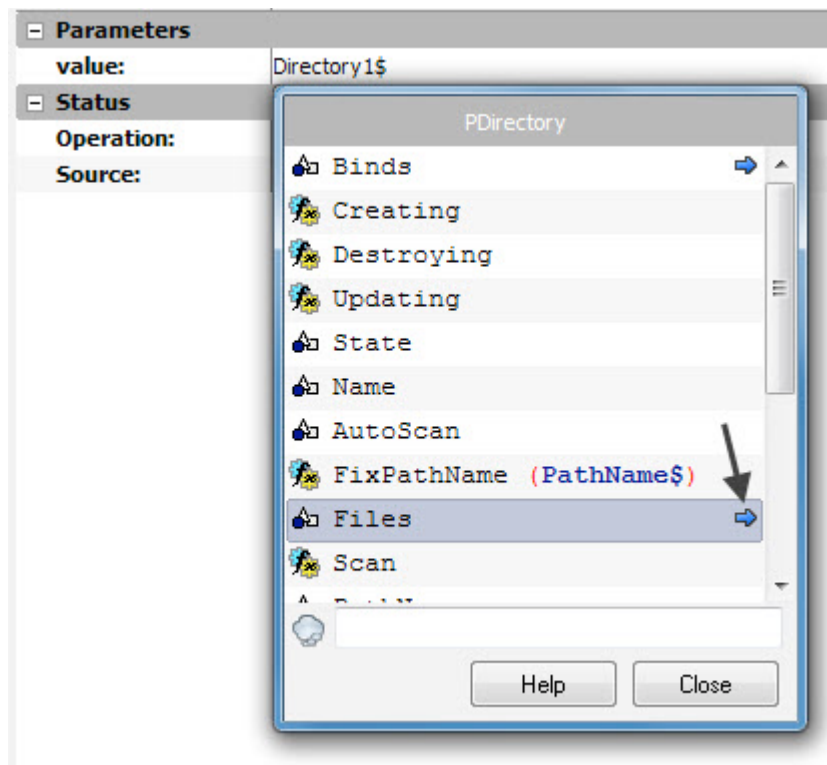 Parameters
value: Directory1$
Status
Operation:
Source:
PDirectory
Binds
Creating
Destroying
Updating
State
Name
AutoScan
FixPathName (PathName$)
Files
Scan
Help Close